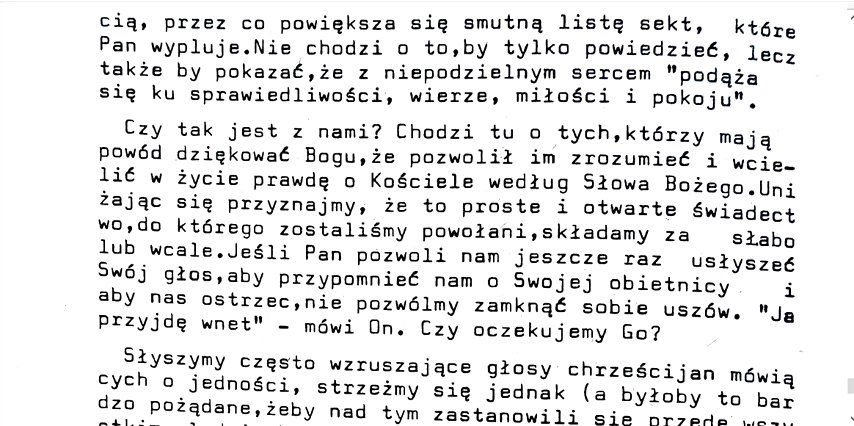 cią, przez co powiększa się smutną listę sekt, które
Pan wypluje.Nie chodzi o to,by tylko powiedzieć, lecz
także by pokazać,że z niepodzielnym sercem "podąża
się ku sprawiedliwości, wierze, miłości i pokoju".
Czy tak jest z nami? Chodzi tu o tych,którzy mają
powód dziękować Bogu,że pozwolił im zrozumieć i wcie-
lić w życie prawdę o Kościele według Słowa Bożego.Uni
żając się przyznajmy, że to proste i otwarte świadect
wo,do którego zostaliśmy powołani,składamy za słabo
lub wcale.Jeśli Pan pozwoli nam jeszcze raz usłyszeć
Swój głos,aby przypomnieć nam o Swojej obietnicy i
aby nas ostrzec,nie pozwólmy zamknąć sobie uszów. "Ja
przyjdę wnet" - mówi On. Czy oczekujemy Go?
Słyszymy często wzruszające głosy chrześcijan mówią
cych o jedności, strzeżmy się jednak (a byłoby to bar
dzo pożądane,żeby nad tym zastanowili się przede wszy